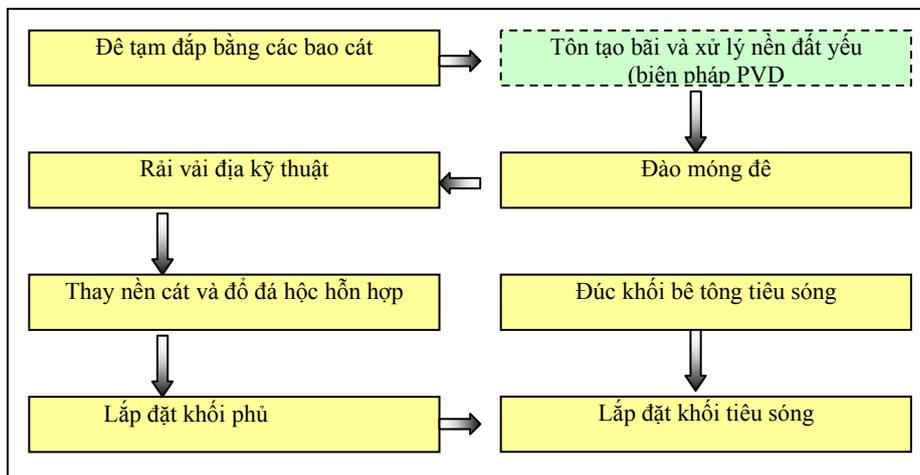 Đê tạm đắp bằng các bao cát
Tôn tạo bãi và xử lý nền đất yếu
(biện pháp PVD
Rải vải địa kỹ thuật
Đào móng đê
Thay nền cát và đổ đá hộc hỗn hợp
Đúc khối bê tông tiêu sóng
Lắp đặt khối phủ
Lắp đặt khối tiêu sóng